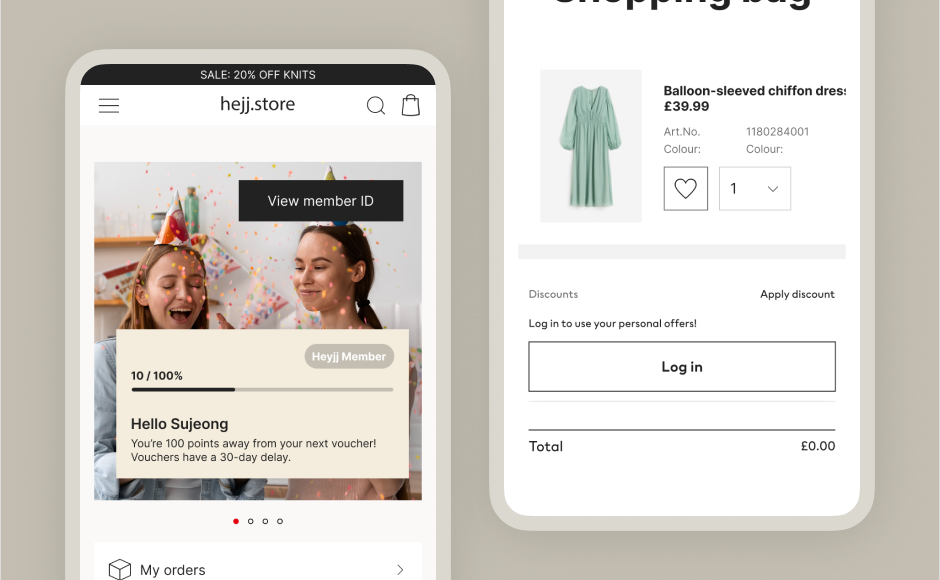 SALE: 20% OFF KNITS
hejj.store
View member ID
Heyjj Member
10 / 100%
Hello Sujeong
You're 100 points away from your next voucher!
Vouchers have a 30-day delay.
My orders
Shopping bag
Balloon-sleeved chiffon dress
£39.99
Art.No. 1180284001
Colour: Colour:
1
Discounts Apply discount
Log in to use your personal offers!
Log in
Total £0.00